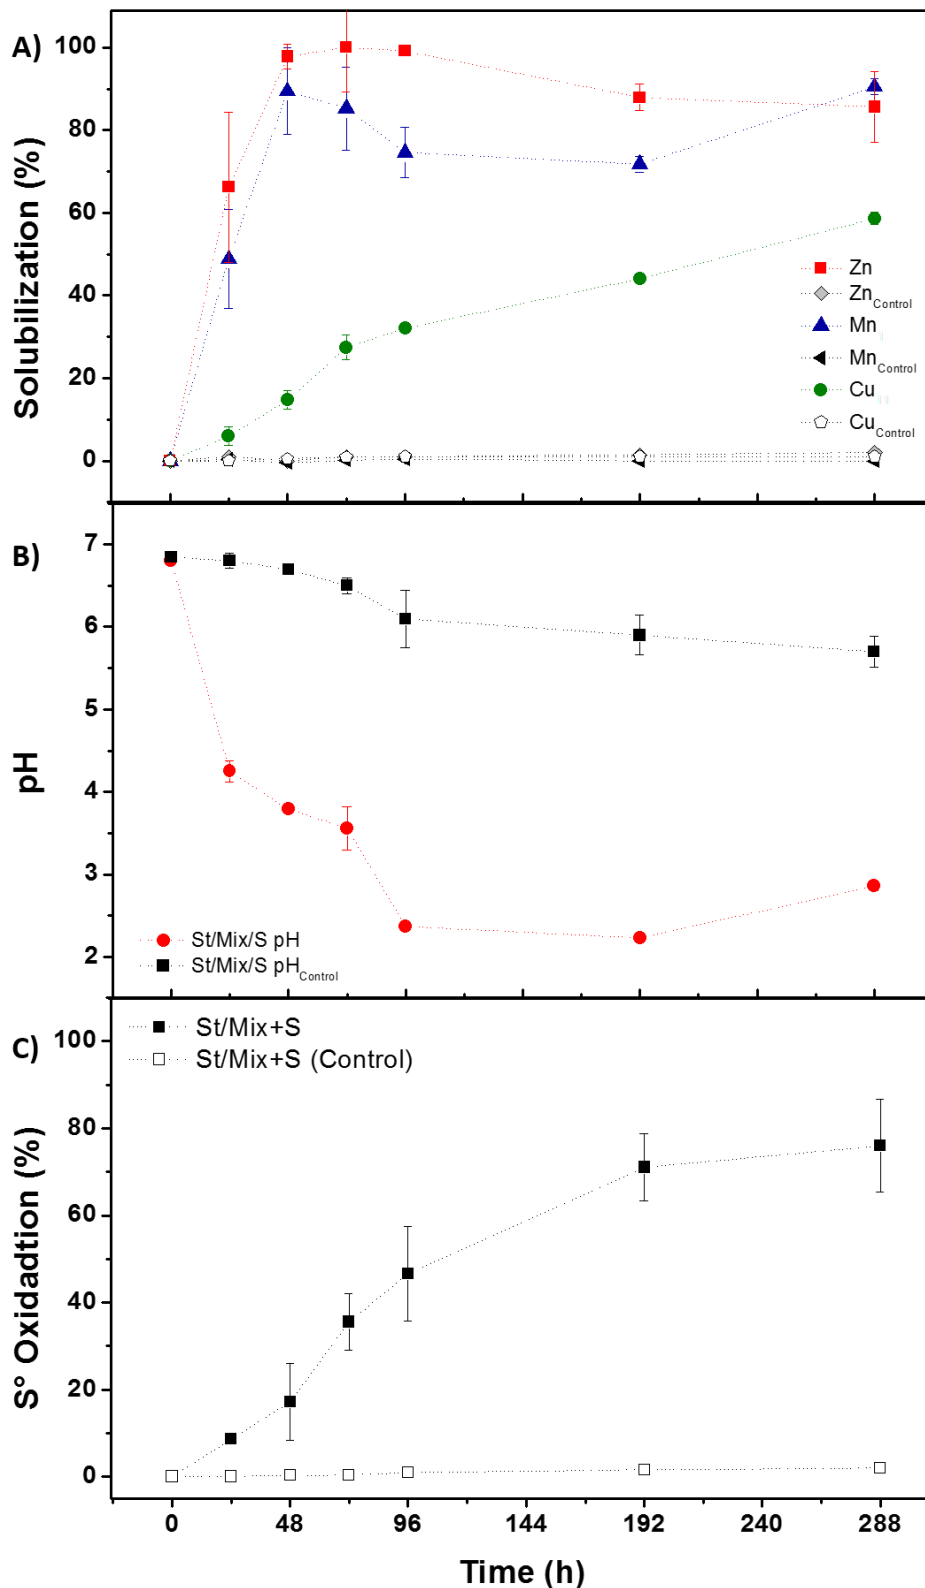 A)
Solubilization (%)
100
80
60
40
20
0
Zn
Zn Control
Mn
Mn Control
Cu
Cu Control
B)
pH
7
6
5
4
3
2
St/Mix/S pH
St/Mix/S pH Control
C)
S° Oxidadtion (%)
St/Mix+S
St/Mix+S (Control)
100
80
60
40
20
0
0 48 96 144 192 240 288
Time (h)